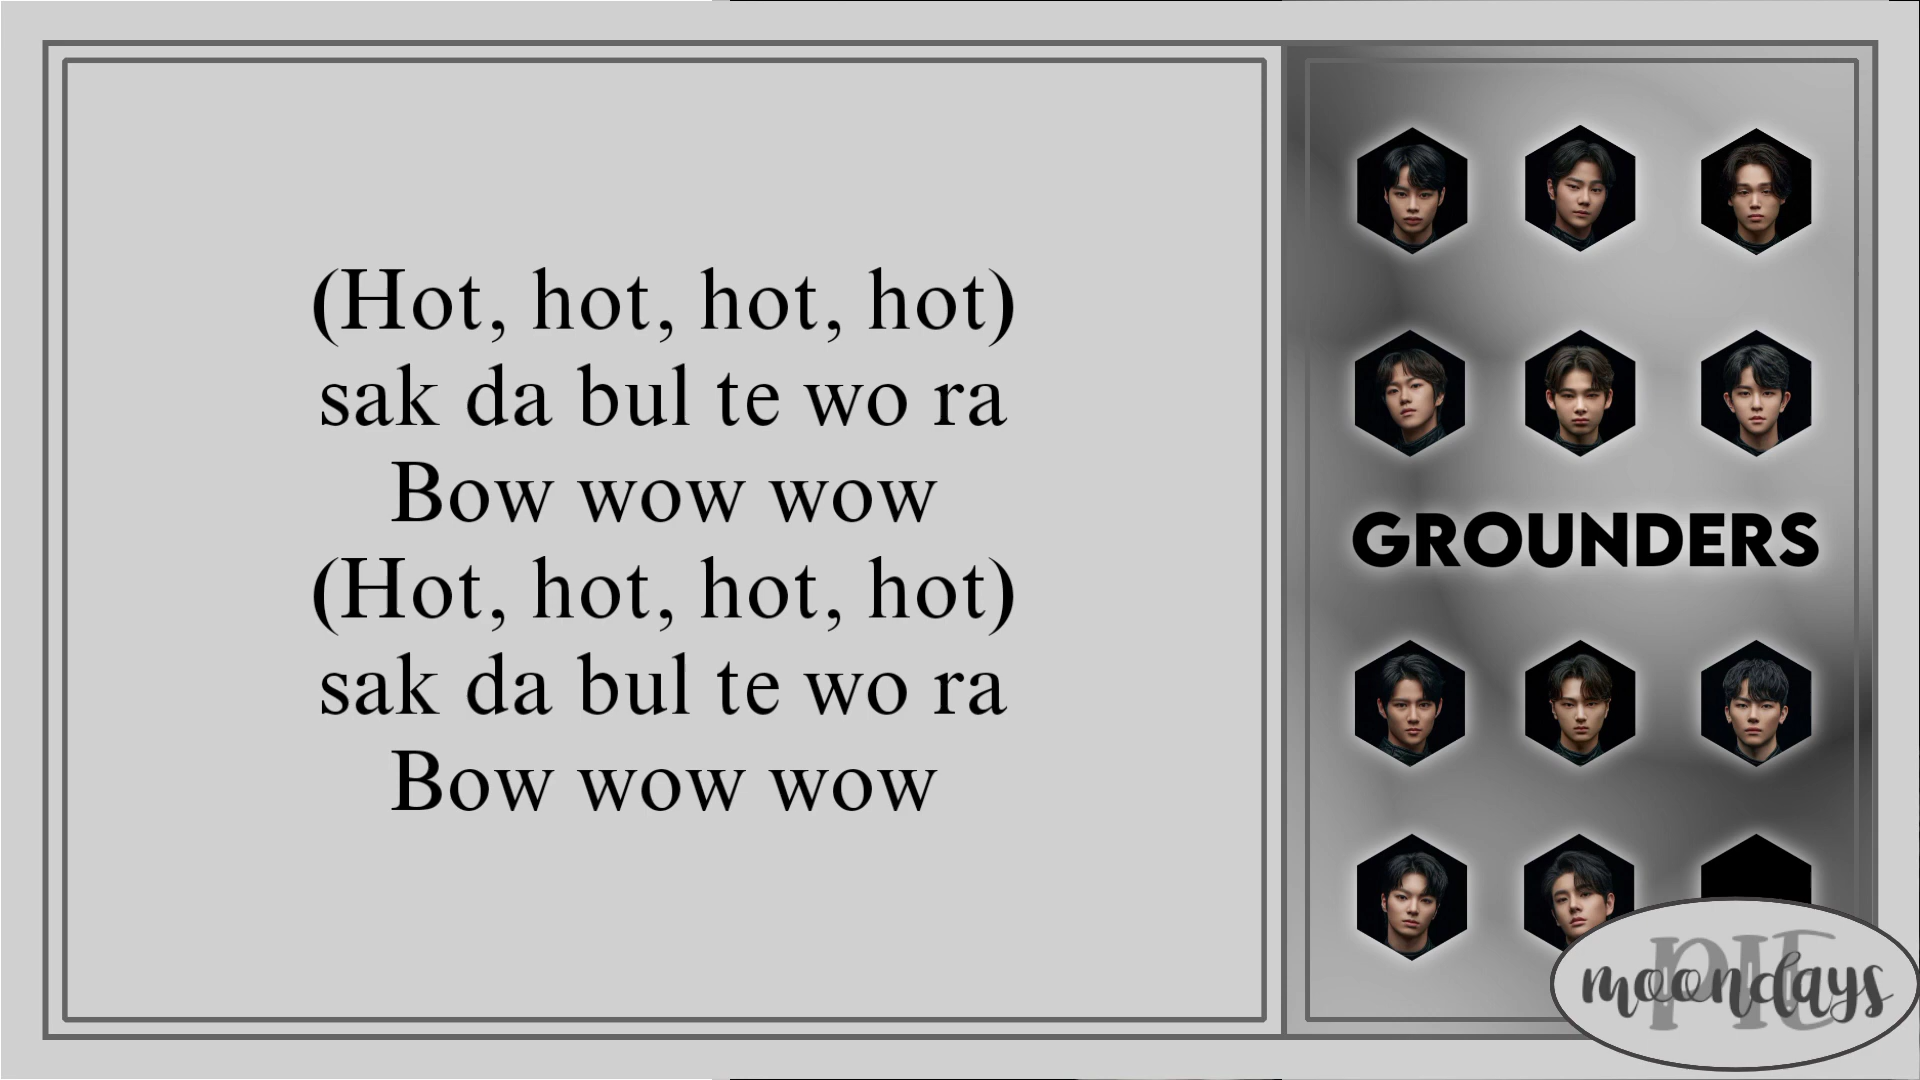 (Hot, hot, hot, hot)
sak da bul te wo ra
Bow wow wow
(Hot, hot, hot, hot)
sak da bul te wo ra
Bow wow wow
GROUNDERS
moondays